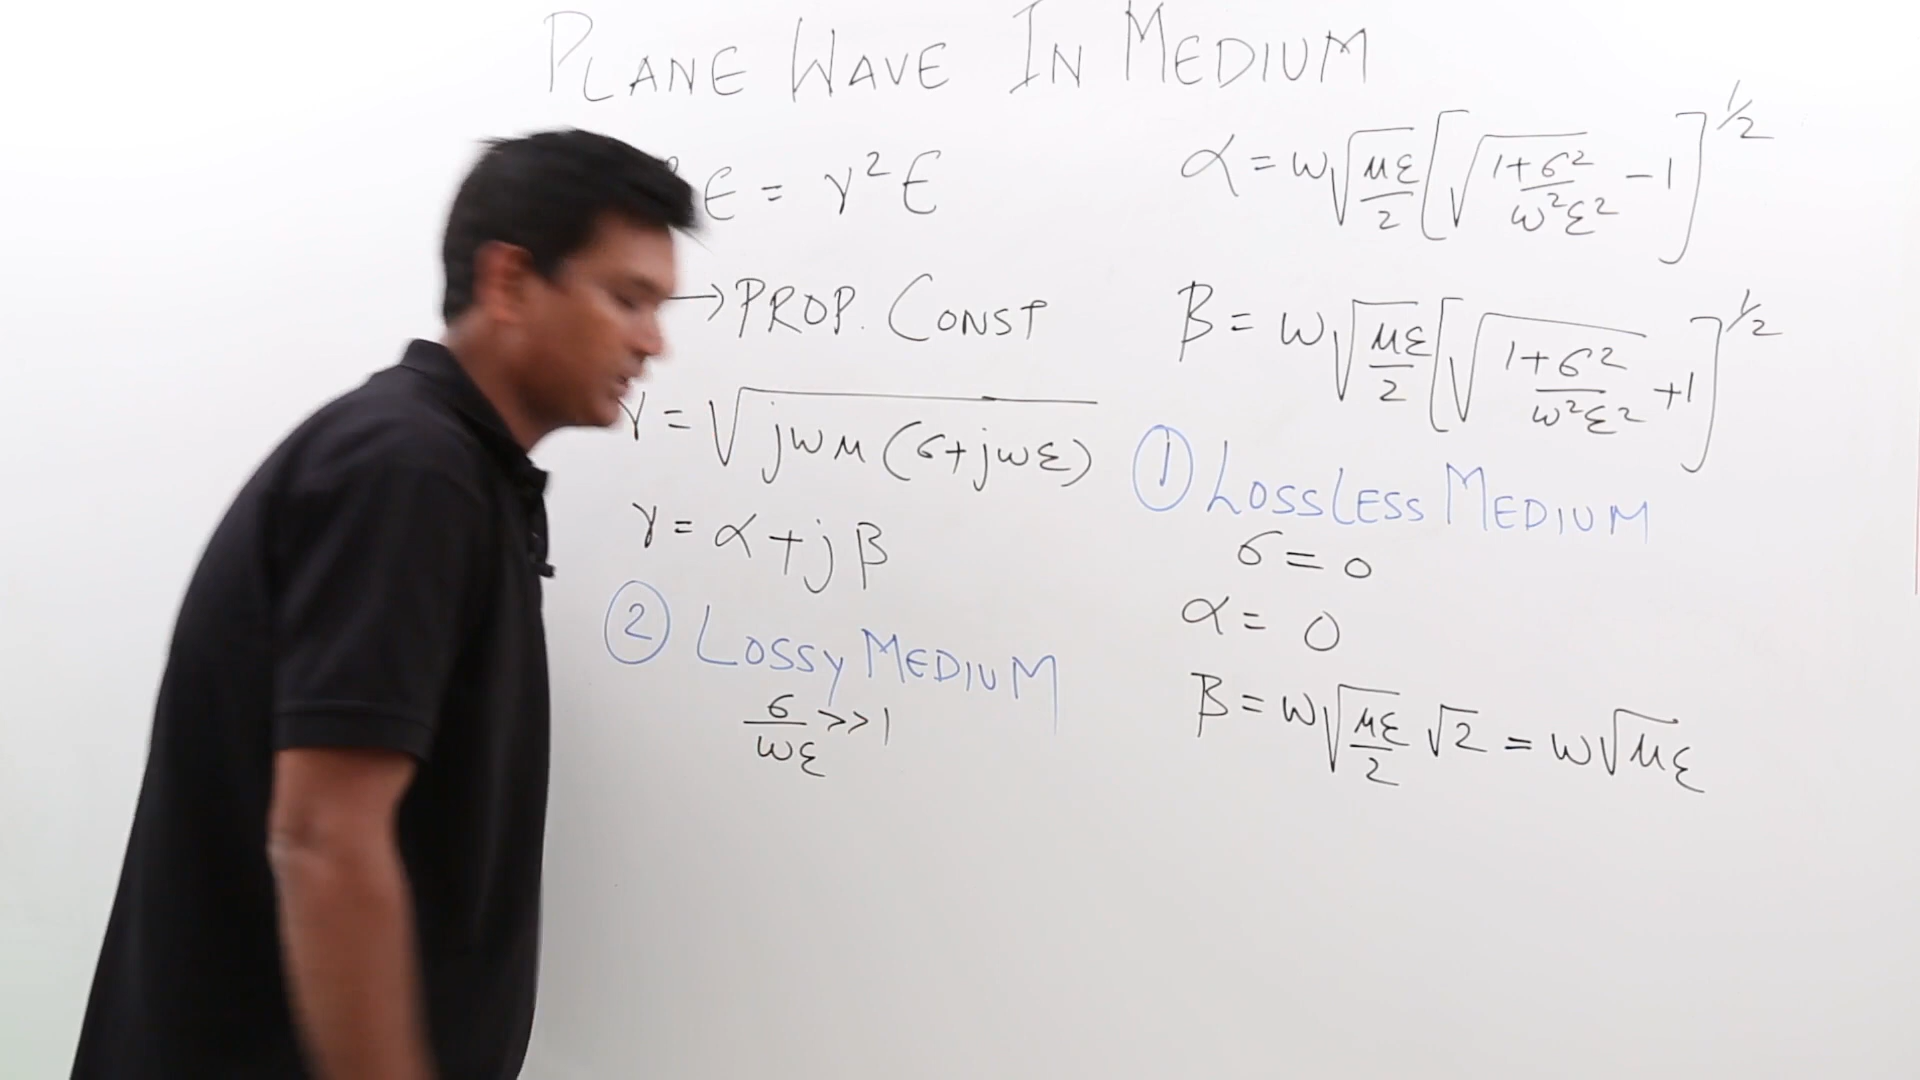 PLANE WAVE IN MEDIUM
E = γ²E
→ PROP. CONST
γ = √(jωμ(σ+jωε))
γ = α + jβ
② LOSSY MEDIUM
σ/ωε >> 1
α = ω√(με/2) [√(1+σ²/ω²ε²) - 1]^1/2
β = ω√(με/2) [√(1+σ²/ω²ε²) + 1]^1/2
① LOSSLESS MEDIUM
σ = 0
α = 0
β = ω√(με/2) √2 = ω√με